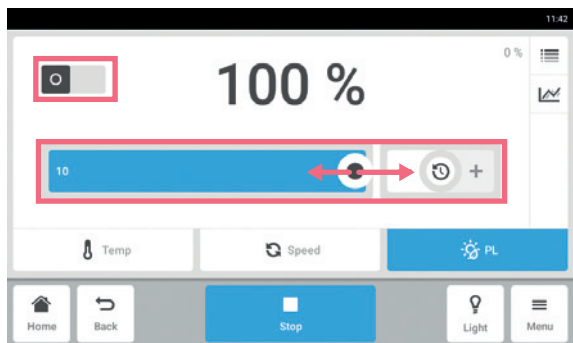 11:42
0 %
100 %
10
+
Temp
Speed
PL
Home
Back
Stop
Light
Menu